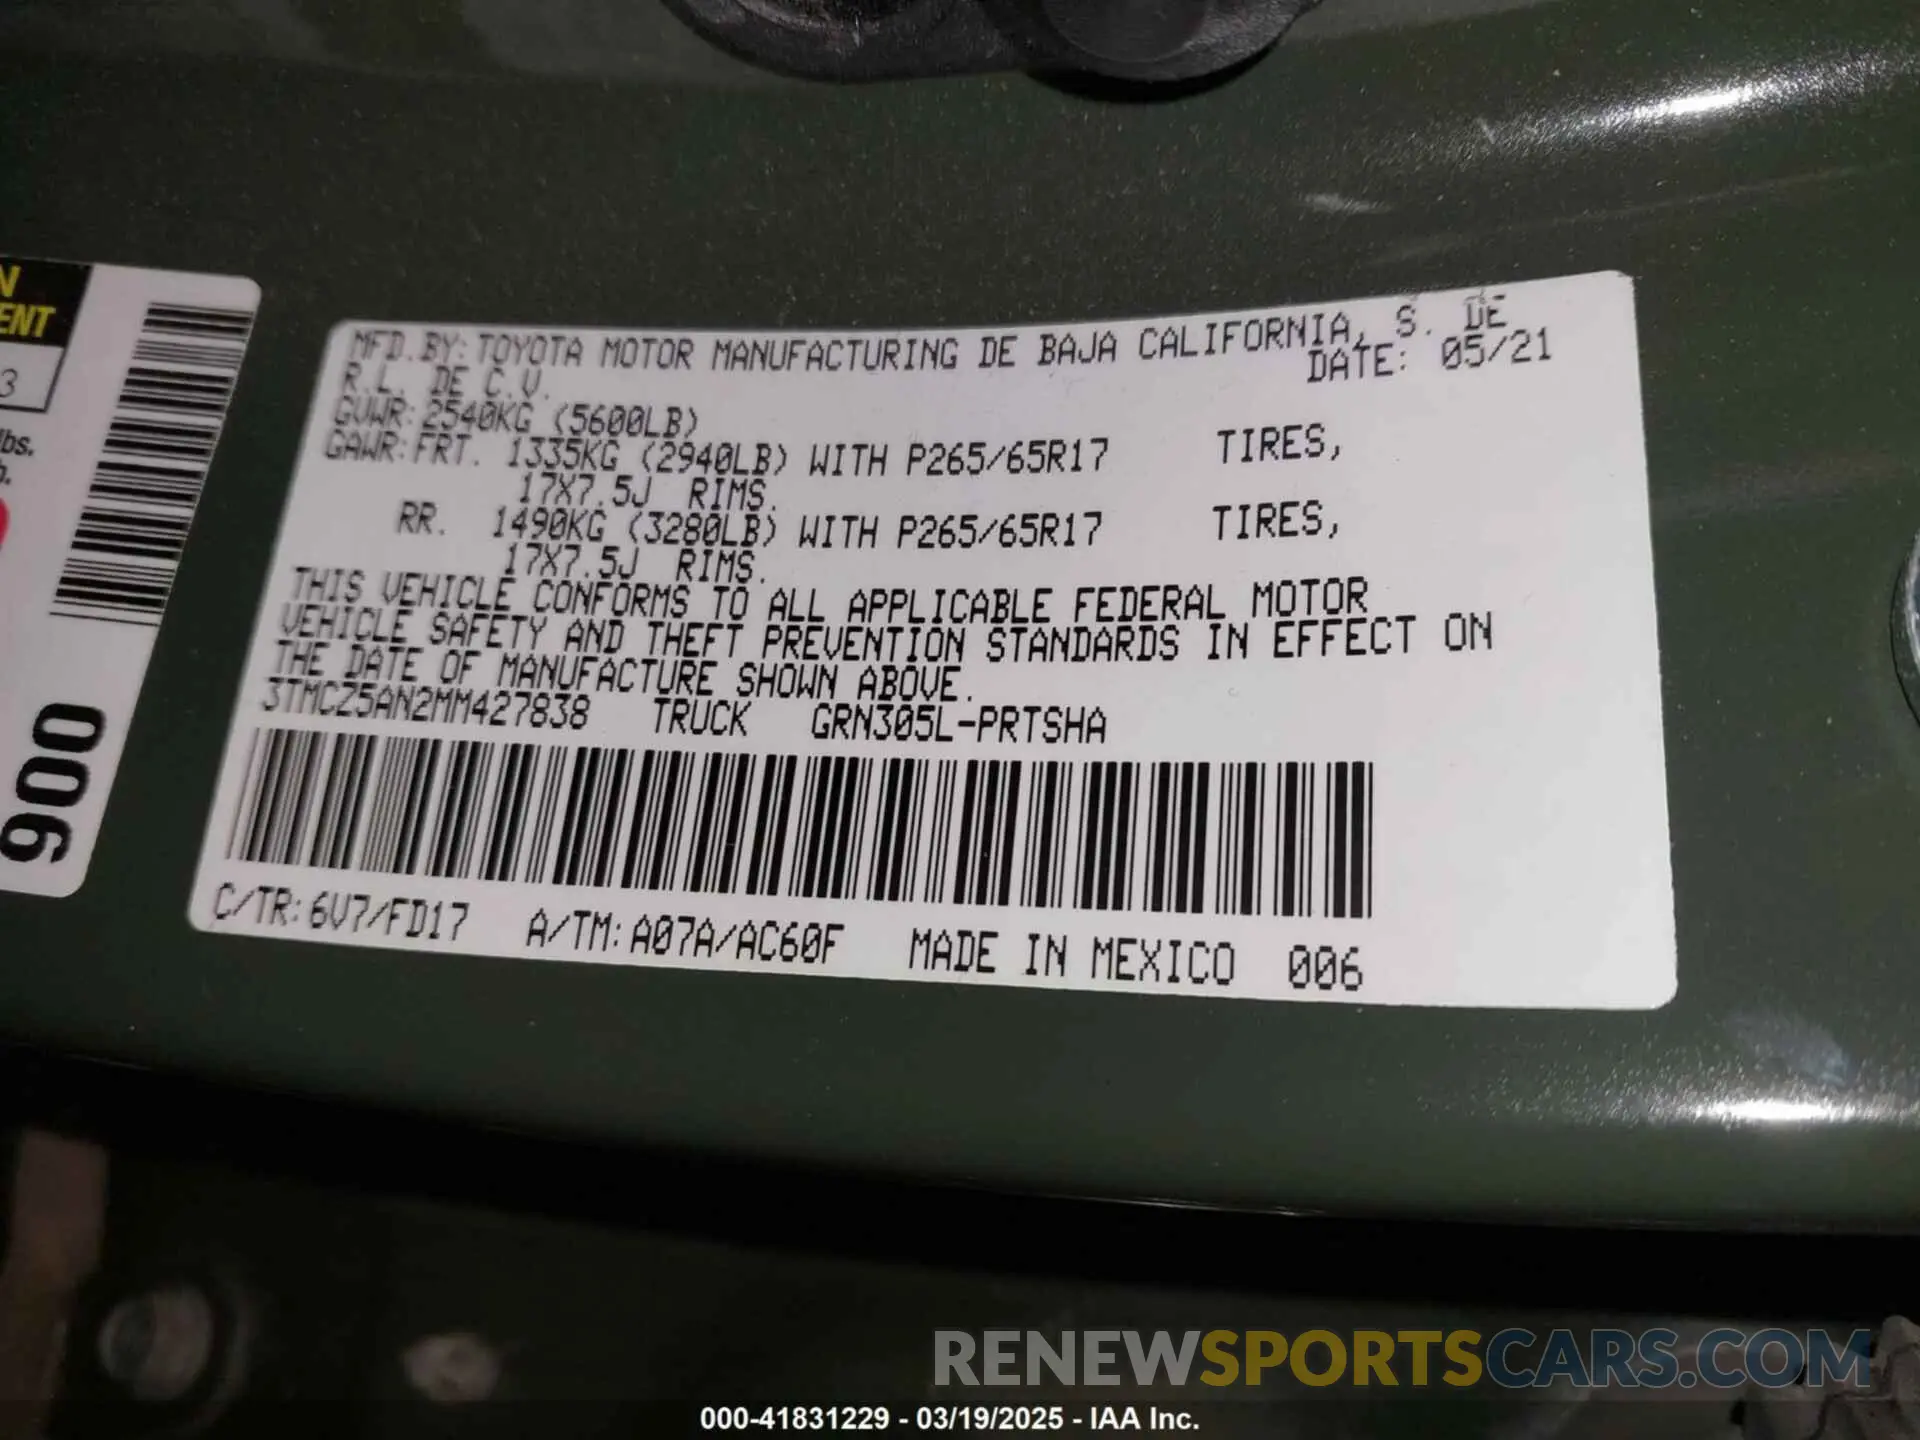 N
ENT
3
lbs.
b.
900
MFD.BY: TOYOTA MOTOR MANUFACTURING DE BAJA CALIFORNIA, S. DE
R.L. DE C.V. DATE: 05/21
GVWR: 2540KG (5600LB)
GAWR: FRT. 1335KG (2940LB) WITH P265/65R17 TIRES,
17X7.5J RIMS.
RR. 1490KG (3280LB) WITH P265/65R17 TIRES,
17X7.5J RIMS.
THIS VEHICLE CONFORMS TO ALL APPLICABLE FEDERAL MOTOR
VEHICLE SAFETY AND THEFT PREVENTION STANDARDS IN EFFECT ON
THE DATE OF MANUFACTURE SHOWN ABOVE.
3TMCZ5AN2MM427838 TRUCK GRN305L-PRTSHA
C/TR: 6V7/FD17 A/TM: A07A/AC60F MADE IN MEXICO 006
RENEWSPORTSCARS.COM
000-41831229 - 03/19/2025 - IAA Inc.